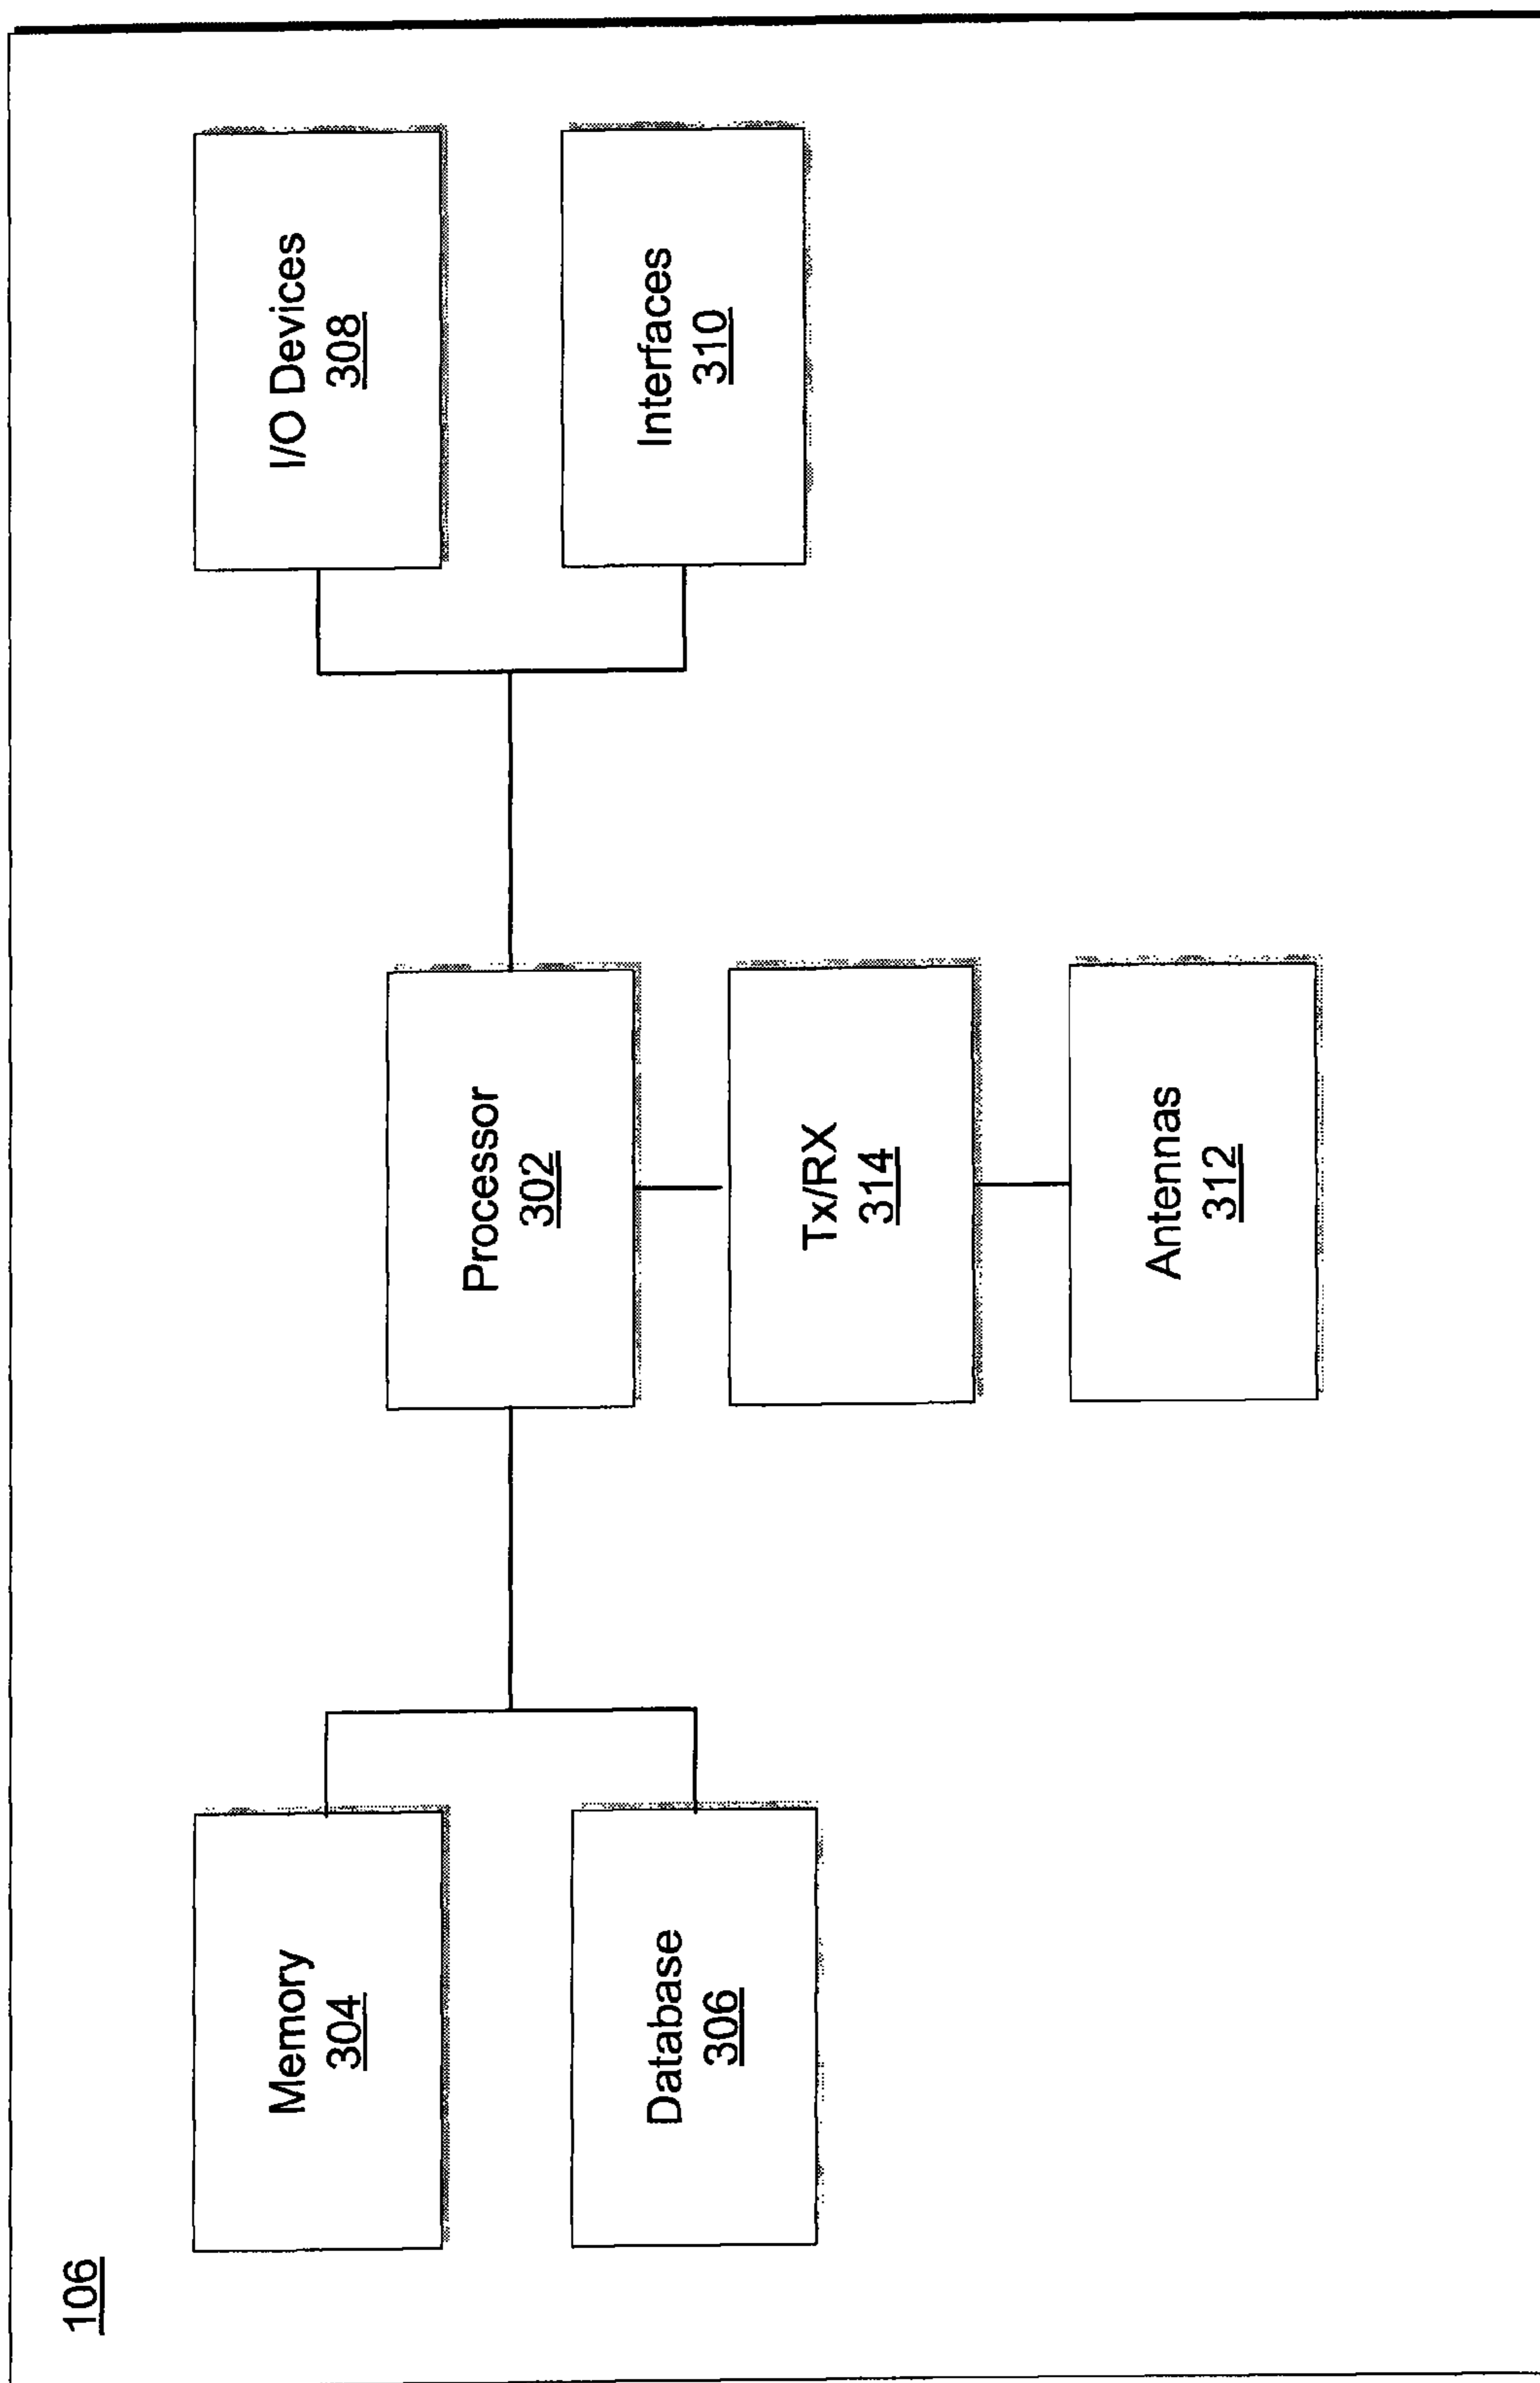 106
Memory
304
Database
306
Processor
302
Tx/RX
314
Antennas
312
I/O Devices
308
Interfaces
310